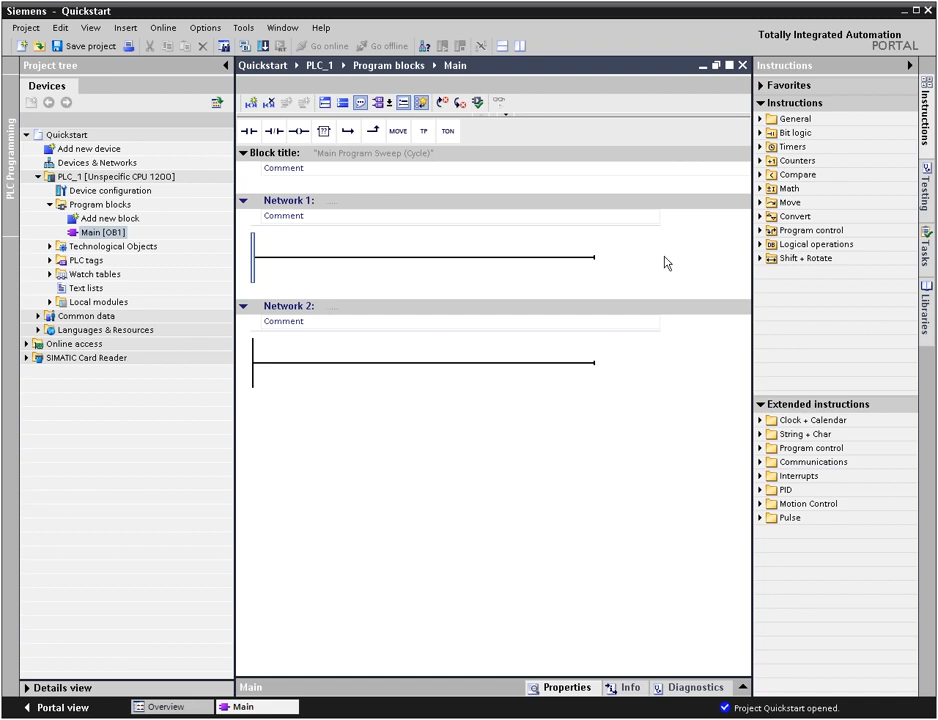 Siemens - Quickstart
Project Edit View Insert Online Options Tools Window Help
Totally Integrated Automation
PORTAL
Save project Go online Go offline
Project tree
Quickstart PLC_1 Program blocks Main
Instructions
Devices
Favorites
Instructions
General
Bit logic
Timers
Counters
Compare
Math
Move
Convert
Program control
Logical operations
Shift + Rotate
Extended instructions
Clock + Calendar
String + Char
Program control
Communications
Interrupts
PID
Motion Control
Pulse
Instructions
Testing
Tasks
Libraries
PLC Programming
Quickstart
Add new device
Devices & Networks
PLC_1 [Unspecific CPU 1200]
Device configuration
Program blocks
Add new block
Main [OB1]
Technological Objects
PLC tags
Watch tables
Text lists
Local modules
Common data
Languages & Resources
Online access
SIMATIC Card Reader
MOVE TP TON
Block title: "Main Program Sweep (Cycle)"
Comment
Network 1: .....
Comment
Network 2: .....
Comment
Details view
Main Properties Info Diagnostics
Portal view Overview Main Project Quickstart opened.